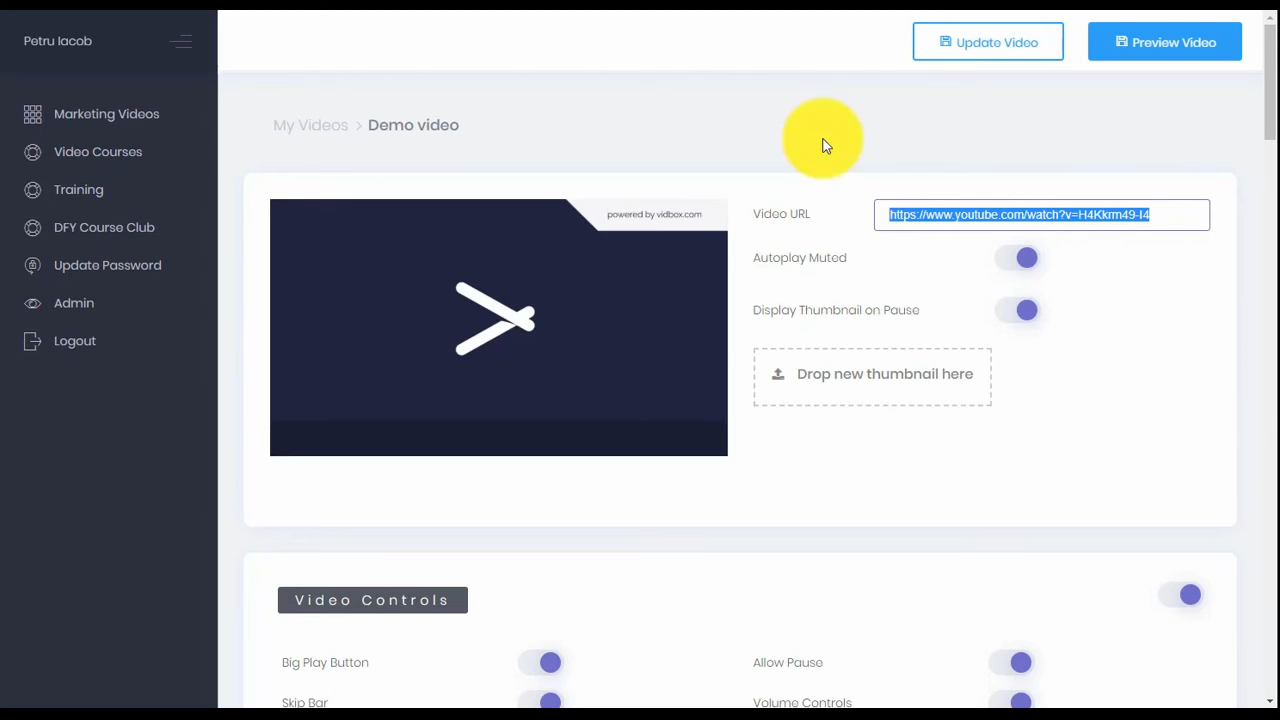 Petru Iacob
Update Video
Preview Video
Marketing Videos
Video Courses
Training
DFY Course Club
Update Password
Admin
Logout
My Videos > Demo video
powered by vidbox.com
Video URL
https://www.youtube.com/watch?v=H4Kkrm49-I4
Autoplay Muted
Display Thumbnail on Pause
Drop new thumbnail here
Video Controls
Big Play Button
Allow Pause
Skip Bar
Volume Controls